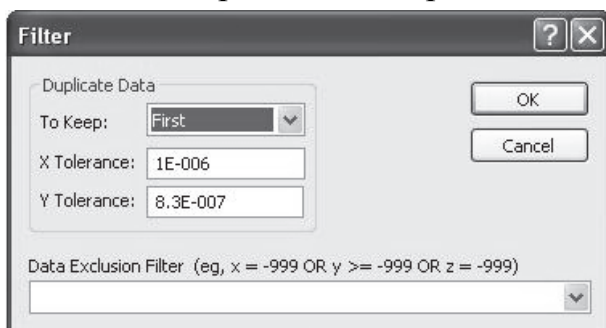 Filter
Duplicate Data
To Keep: First
X Tolerance: 1E-006
Y Tolerance: 8.3E-007
OK
Cancel
Data Exclusion Filter (eg, x = -999 OR y >= -999 OR z = -999)